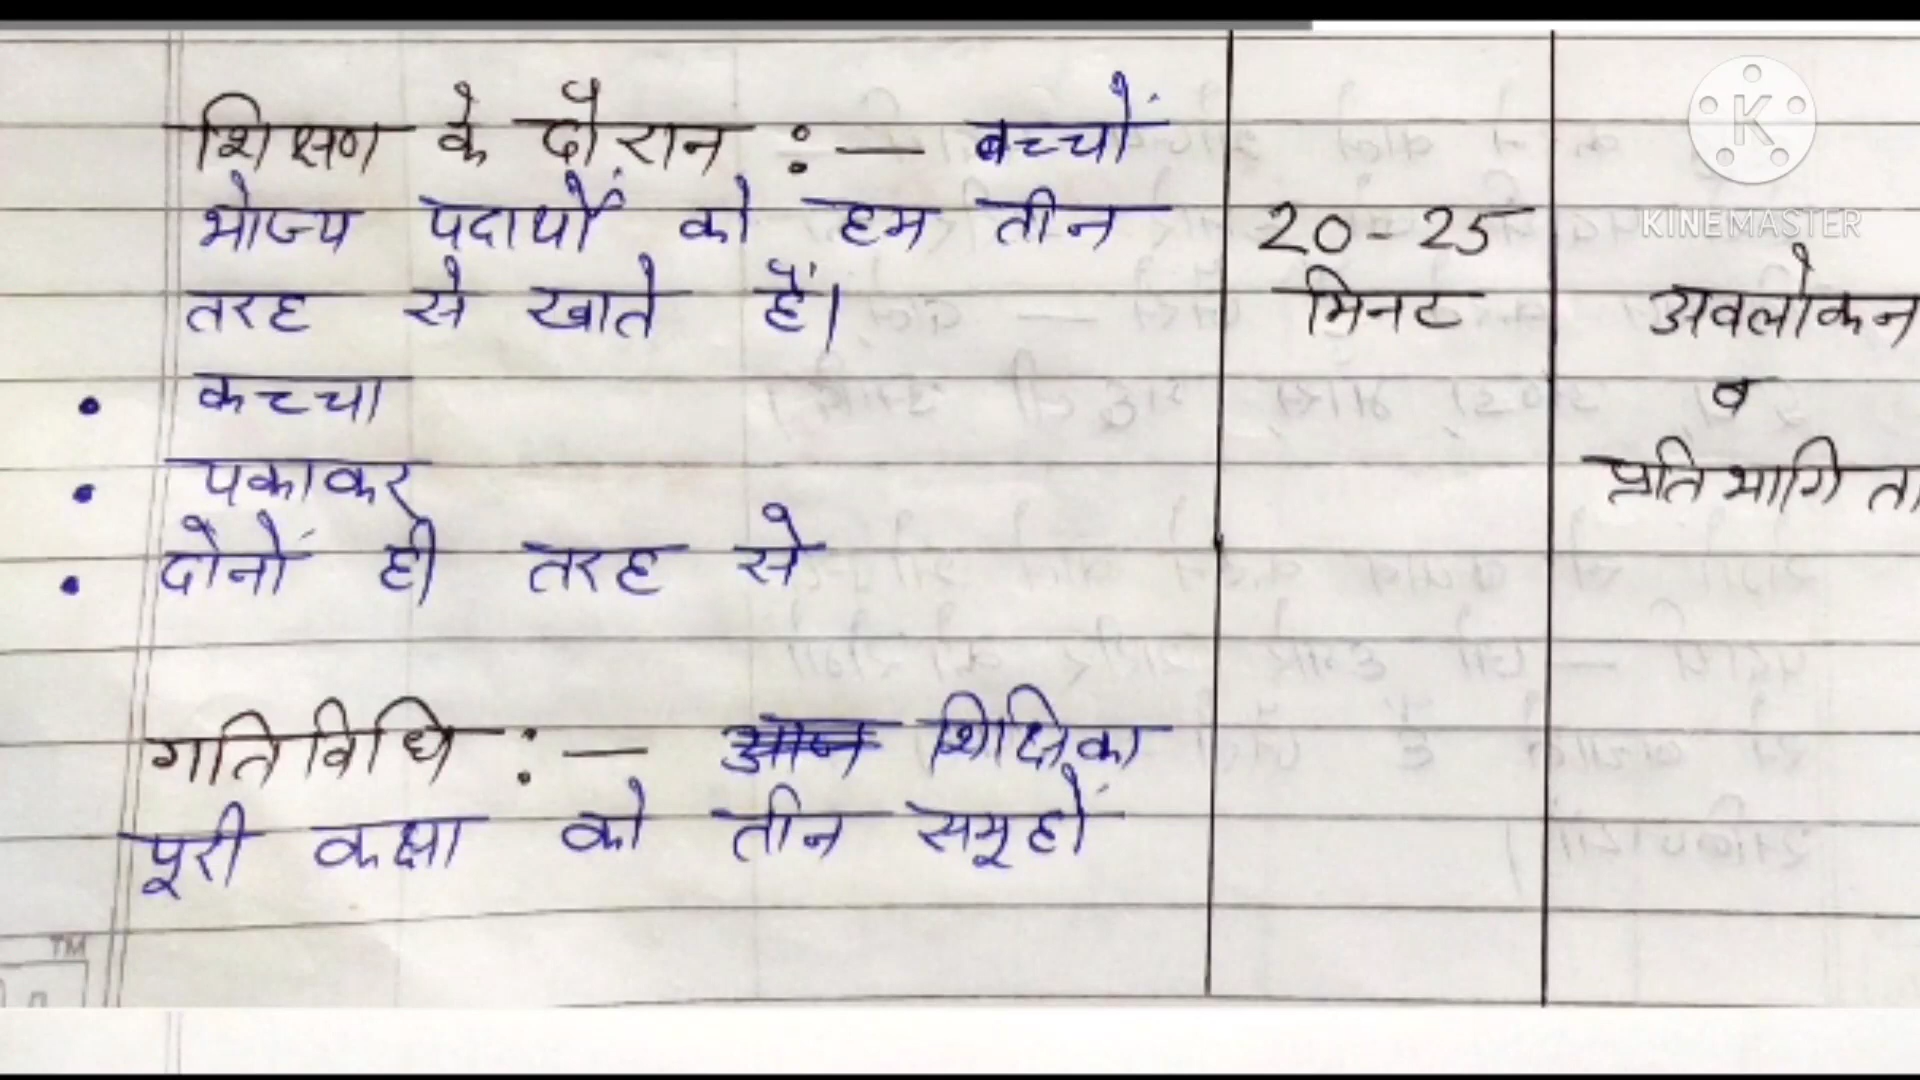 शिक्षण के दौरान :— बच्चों
भोज्य पदार्थों को हम तीन
तरह से खाते हैं।
• कच्चा
• पकाकर
• दोनों ही तरह से
गतिविधि :— शिक्षिका
पूरी कक्षा को तीन समूहों
20-25
मिनट
अवलोकन
व
प्रतिभागिता
K
KINEMASTER
TM